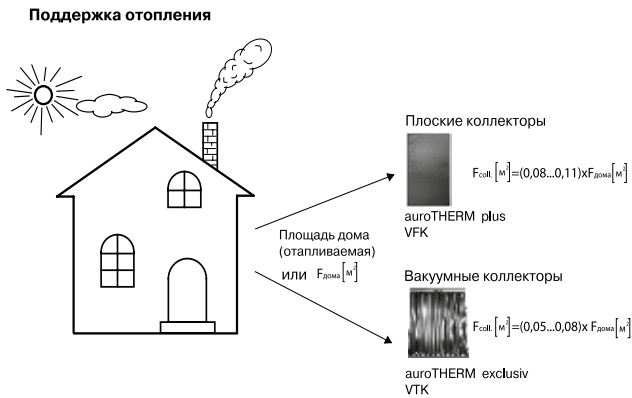 Поддержка отопления
Плоские коллекторы
Fcoll. [м²]=(0,08...0,11)xFдома[м²]
auroTHERM plus
VFK
Площадь дома
(отапливаемая)
или Fдома[м²]
Вакуумные коллекторы
Fcoll. [м²]=(0,05...0,08)x Fдома[м²]
auroTHERM exclusiv
VTK